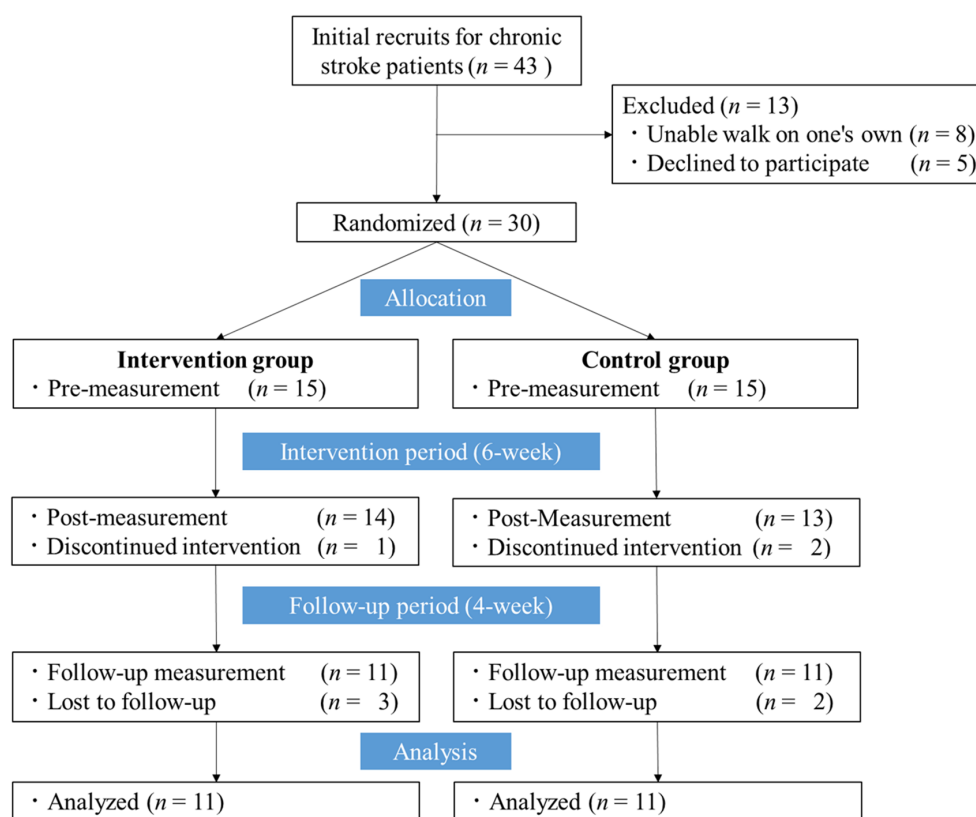 Initial recruits for chronic
stroke patients (n = 43 )
Excluded (n = 13)
・Unable walk on one's own (n = 8)
・Declined to participate (n = 5)
Randomized (n = 30)
Allocation
Intervention group
・Pre-measurement (n = 15)
Control group
・Pre-measurement (n = 15)
Intervention period (6-week)
・Post-measurement (n = 14)
・Discontinued intervention (n = 1)
・Post-Measurement (n = 13)
・Discontinued intervention (n = 2)
Follow-up period (4-week)
・Follow-up measurement (n = 11)
・Lost to follow-up (n = 3)
・Follow-up measurement (n = 11)
・Lost to follow-up (n = 2)
Analysis
・Analyzed (n = 11)
・Analyzed (n = 11)